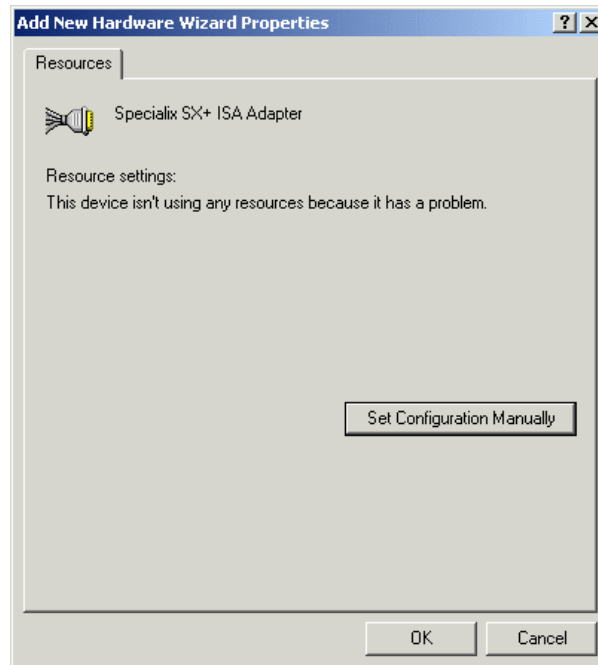 Add New Hardware Wizard Properties
Resources
Specialix SX+ ISA Adapter
Resource settings:
This device isn't using any resources because it has a problem.
Set Configuration Manually
OK
Cancel